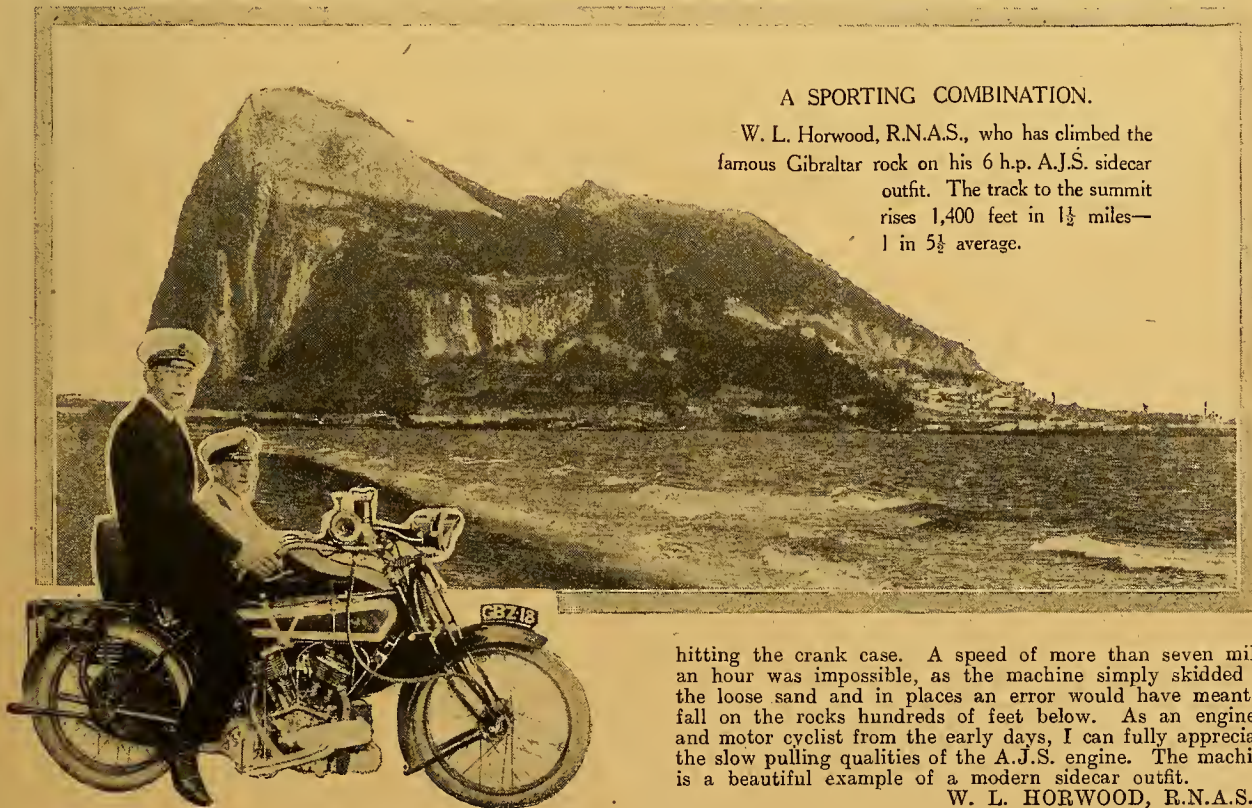 A SPORTING COMBINATION.
W. L. Horwood, R.N.A.S., who has climbed the
famous Gibraltar rock on his 6 h.p. A.J.S. sidecar
outfit. The track to the summit
rises 1,400 feet in 1½ miles—
1 in 5½ average.
GBZ·18
hitting the crank case. A speed of more than seven mil
an hour was impossible, as the machine simply skidded
the loose sand and in places an error would have meant
fall on the rocks hundreds of feet below. As an engine
and motor cyclist from the early days, I can fully apprecia
the slow pulling qualities of the A.J.S. engine. The machi
is a beautiful example of a modern sidecar outfit.
W. L. HORWOOD, R.N.A.S.